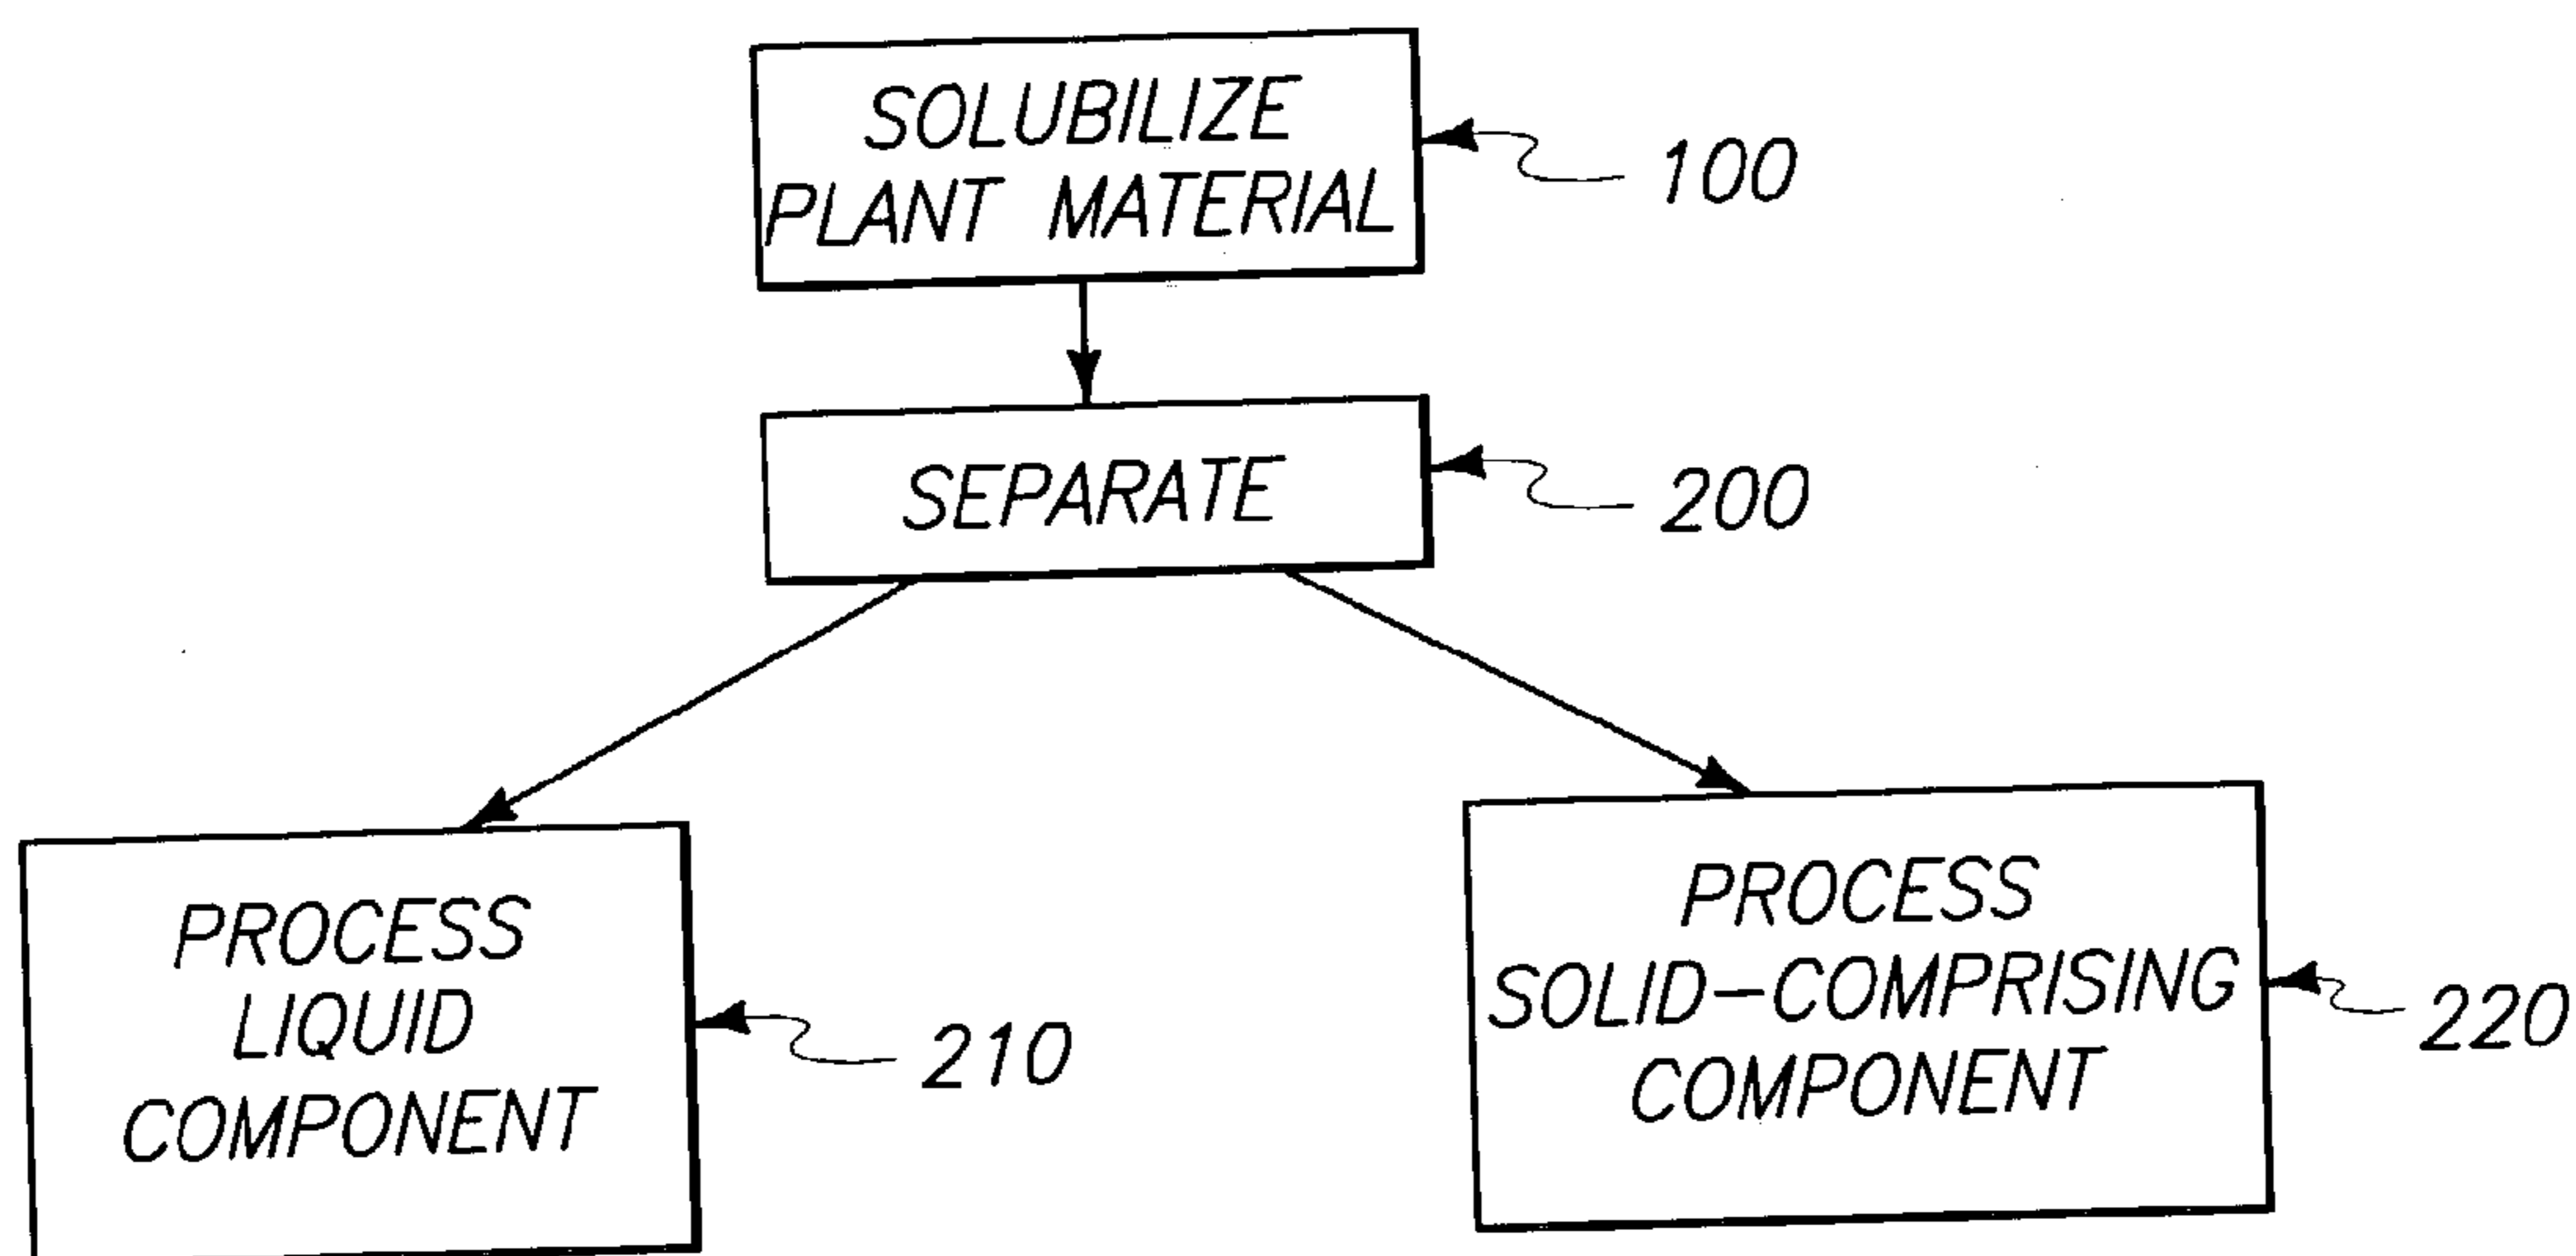 SOLUBILIZE
PLANT MATERIAL
100
SEPARATE
200
PROCESS
LIQUID
COMPONENT
210
PROCESS
SOLID-COMPRISING
COMPONENT
220